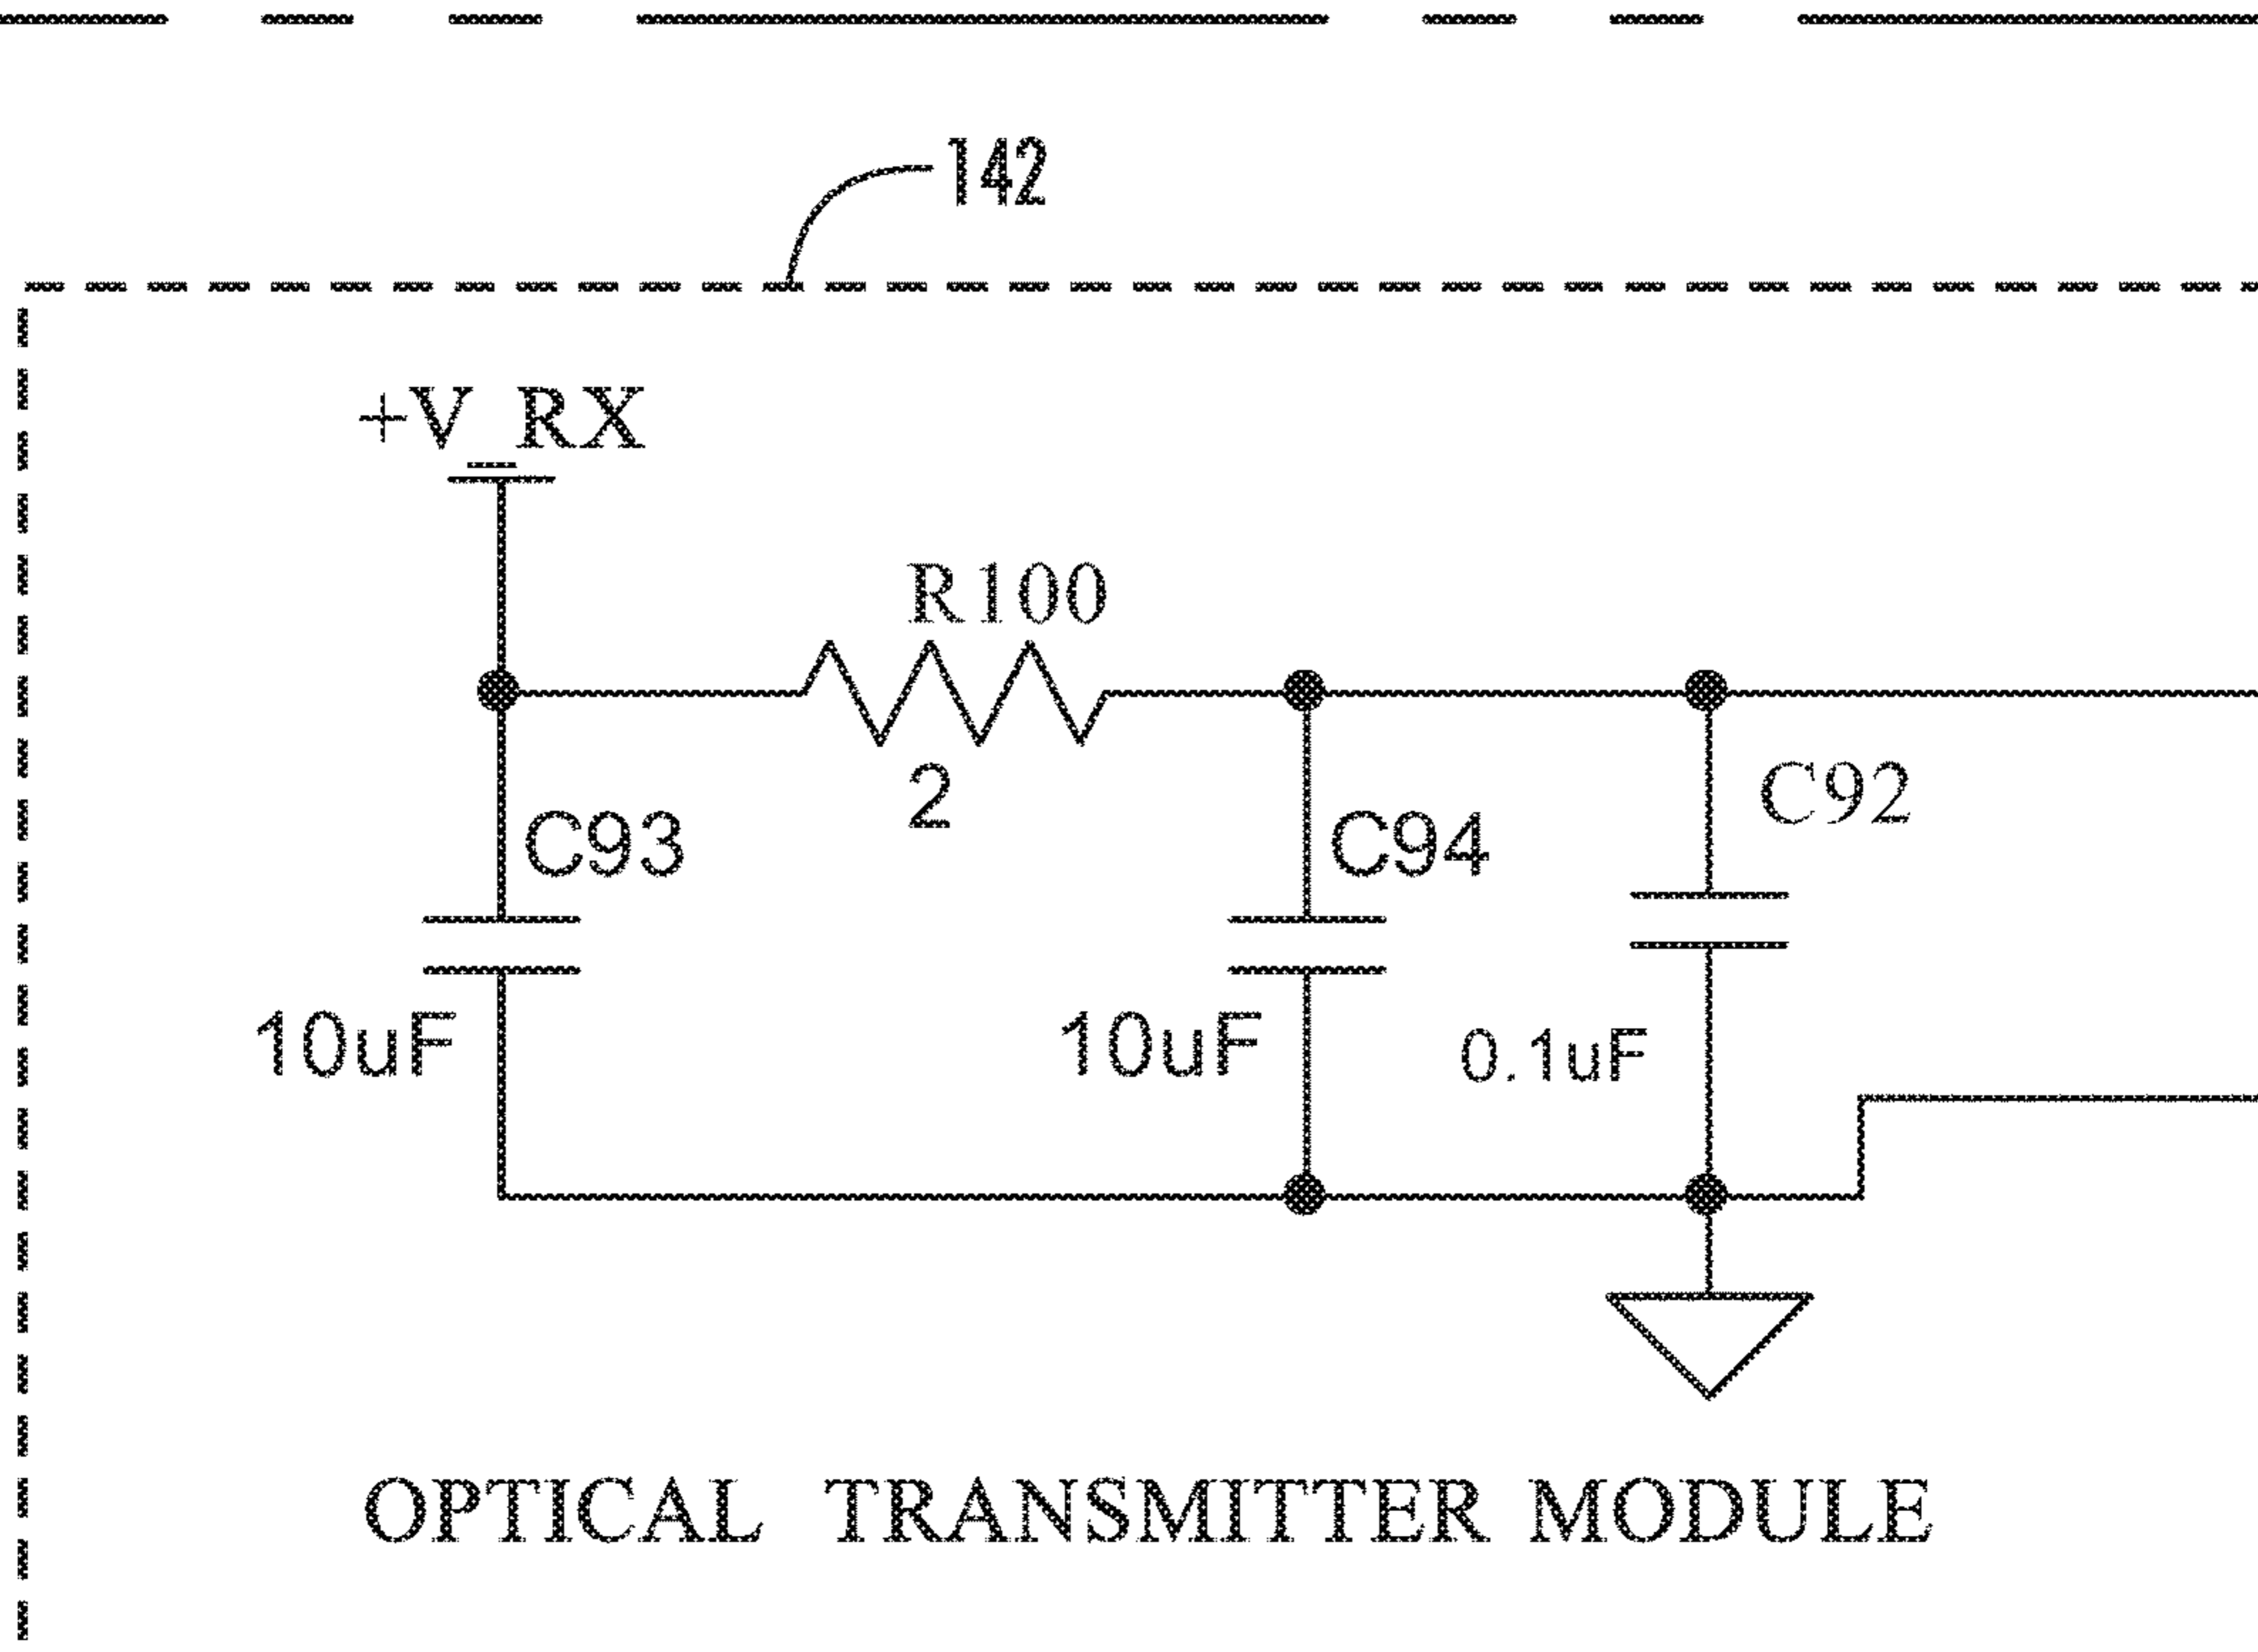 142
+V_RX
R100
2
C93
C94
C92
10uF
10uF
0.1uF
OPTICAL TRANSMITTER MODULE